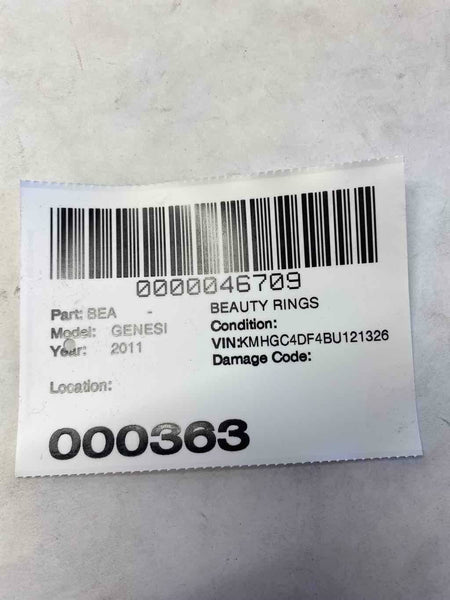 0000046709
Part: BEA - BEAUTY RINGS
Model: GENESI Condition:
Year: 2011 VIN:KMHGC4DF4BU121326
Damage Code:
Location:
000363